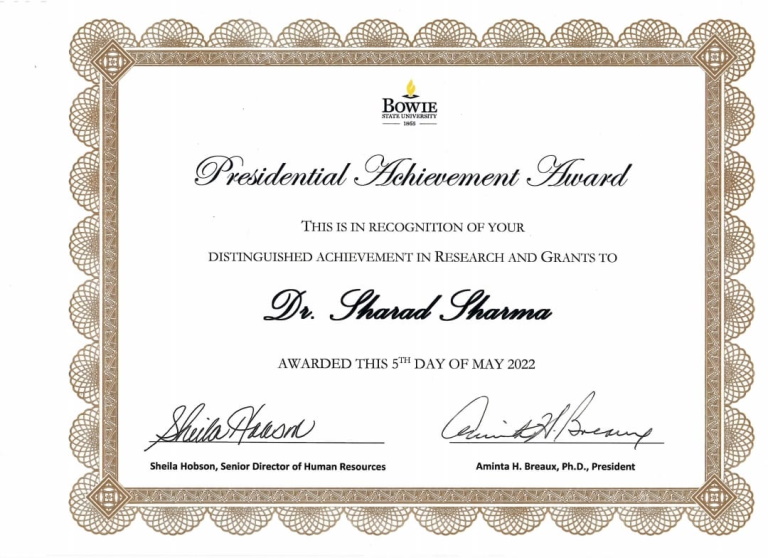 BOWIE
STATE UNIVERSITY
1865
Presidential Achievement Award
THIS IS IN RECOGNITION OF YOUR
DISTINGUISHED ACHIEVEMENT IN RESEARCH AND GRANTS TO
Dr. Sharad Sharma
AWARDED THIS 5TH DAY OF MAY 2022
Sheila Hobson
Aminta H. Breaux
Sheila Hobson, Senior Director of Human Resources
Aminta H. Breaux, Ph.D., President